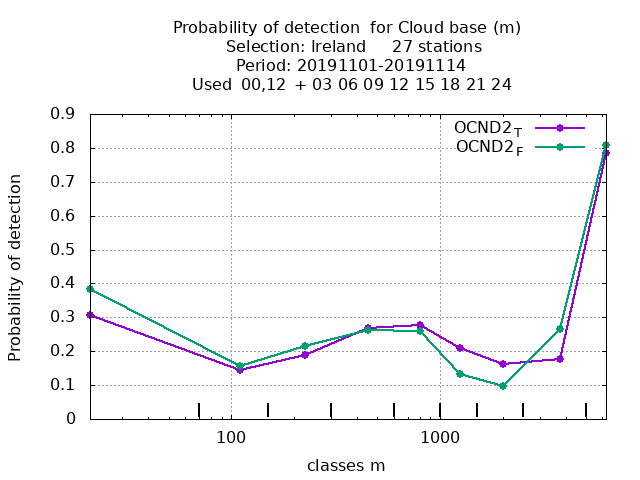 Probability of detection  for Cloud base (m)
Selection: Ireland     27 stations
Period: 20191101-20191114
Used  00,12  + 03 06 09 12 15 18 21 24
OCND2T
OCND2F
Probability of detection
0.9
0.8
0.7
0.6
0.5
0.4
0.3
0.2
0.1
0
100 1000
classes m